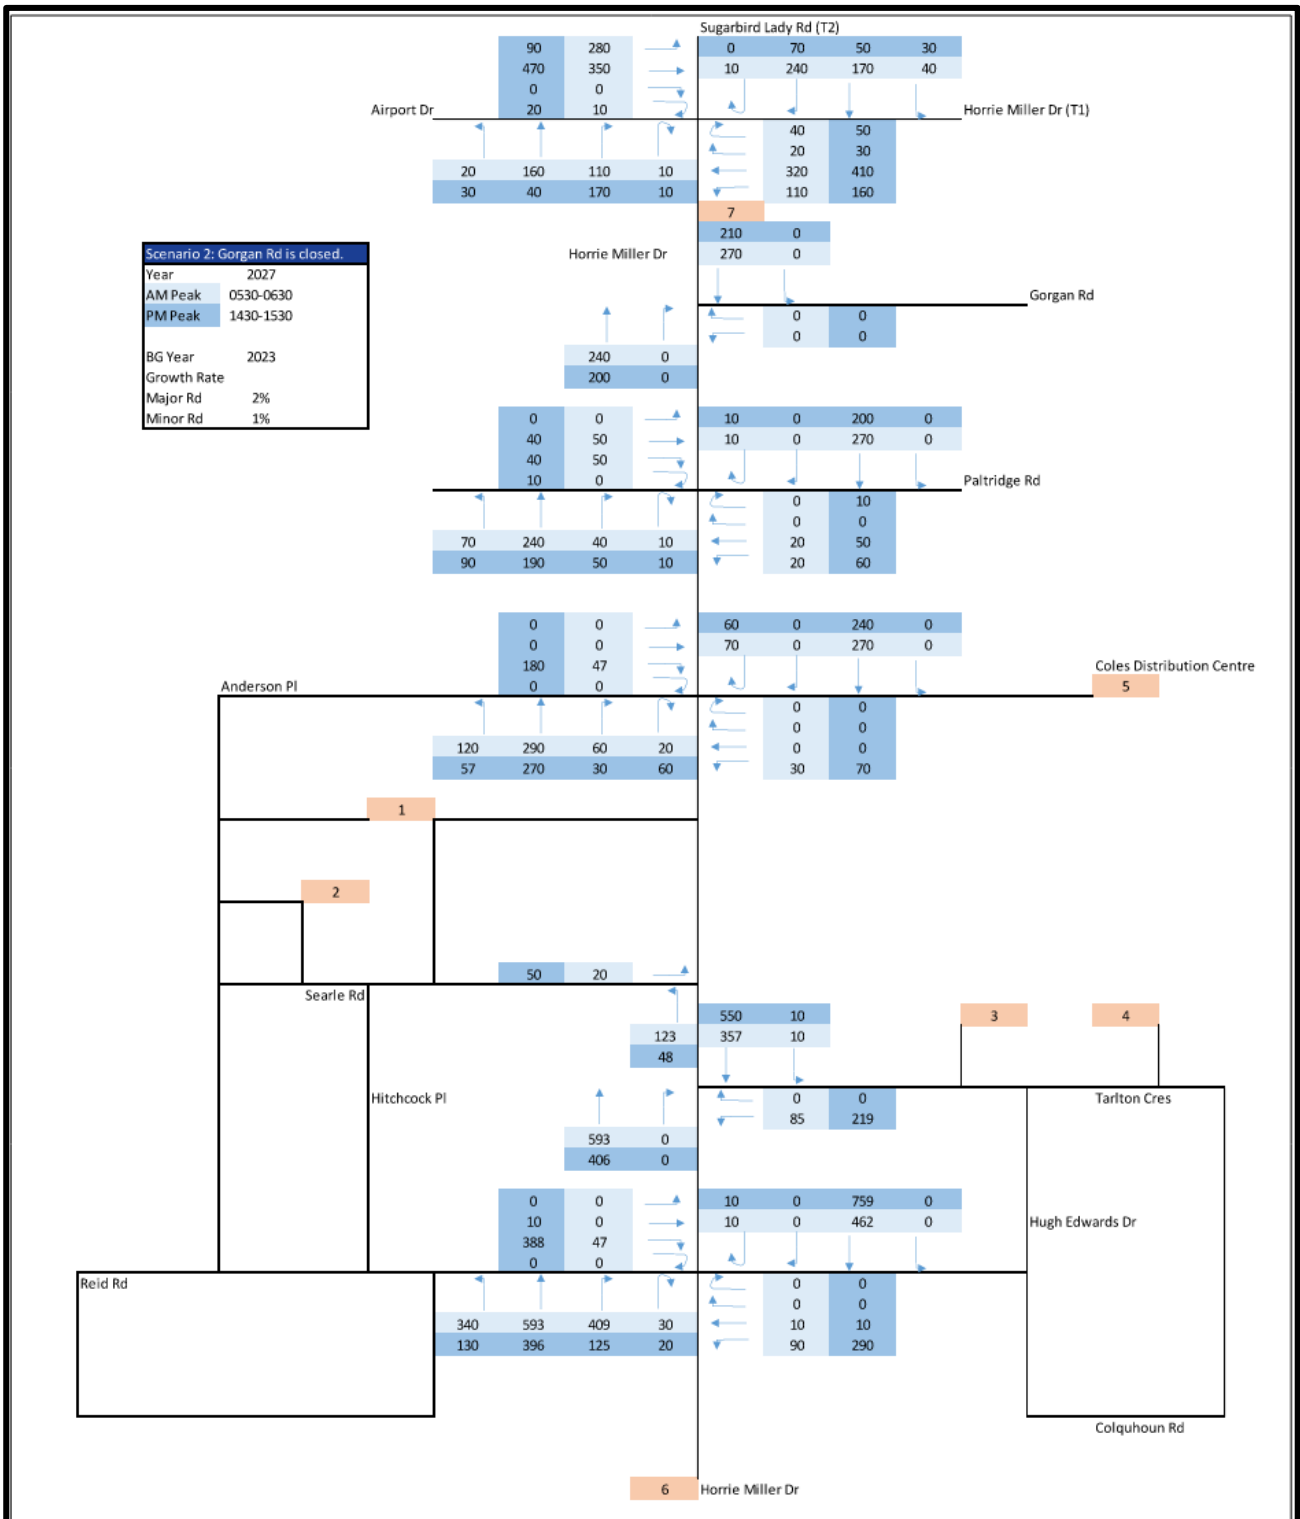 Sugarbird Lady Rd (T2)
90 280 0 70 50 30
470 350 10 240 170 40
0 0
Airport Dr 20 10 Horrie Miller Dr (T1)
40 50
20 30
20 160 110 10 320 410
30 40 170 10 110 160
7
210 0
Scenario 2: Gorgan Rd is closed. Horrie Miller Dr 270 0
Year 2027
AM Peak 0530-0630 Gorgan Rd
PM Peak 1430-1530 0 0
0 0
BG Year 2023 240 0
Growth Rate 200 0
Major Rd 2%
Minor Rd 1% 0 0 10 0 200 0
40 50 10 0 270 0
40 50
10 0 Paltridge Rd
0 10
0 0
70 240 40 10 20 50
90 190 50 10 20 60
0 0 60 0 240 0
0 0 70 0 270 0
180 47 Coles Distribution Centre
Anderson Pl 0 0 5
0 0
0 0
120 290 60 20 0 0
57 270 30 60 30 70
1
2
50 20
Searle Rd
550 10 3 4
123 357 10
48
Hitchcock Pl 0 0 Tarlton Cres
85 219
593 0
406 0
0 0 10 0 759 0
10 0 10 0 462 0 Hugh Edwards Dr
388 47
0 0
Reid Rd 0 0
0 0
340 593 409 30 10 10
130 396 125 20 90 290
Colquhoun Rd
6 Horrie Miller Dr